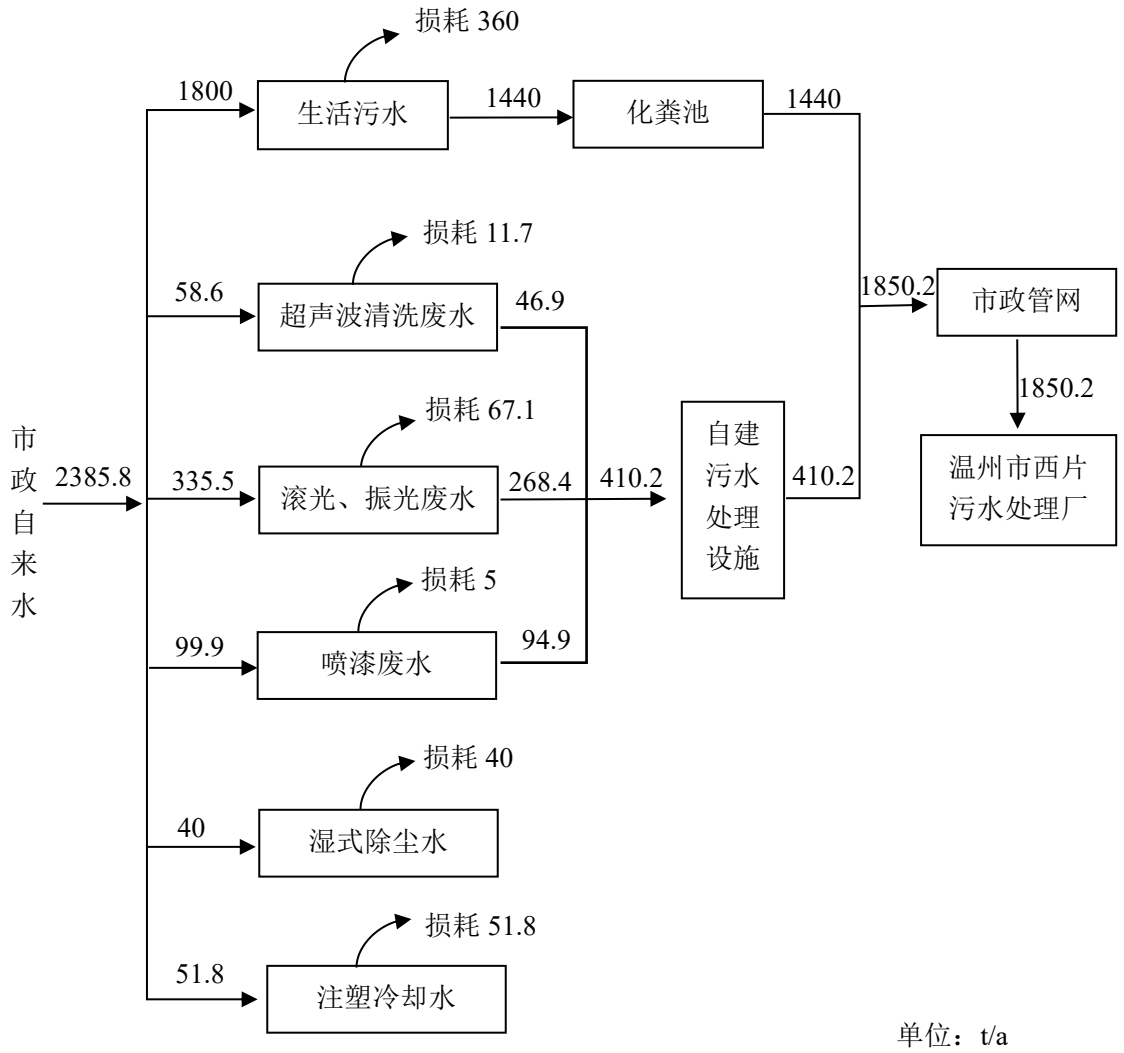 损耗 360
1800
生活污水
1440
化粪池
1440
损耗 11.7
58.6
超声波清洗废水
46.9
1850.2
市政管网
1850.2
温州市西片
污水处理厂
损耗 67.1
市政自来水
2385.8
335.5
滚光、振光废水
268.4
410.2
自建
污水
处理
设施
410.2
损耗 5
99.9
喷漆废水
94.9
损耗 40
40
湿式除尘水
损耗 51.8
51.8
注塑冷却水
单位：t/a